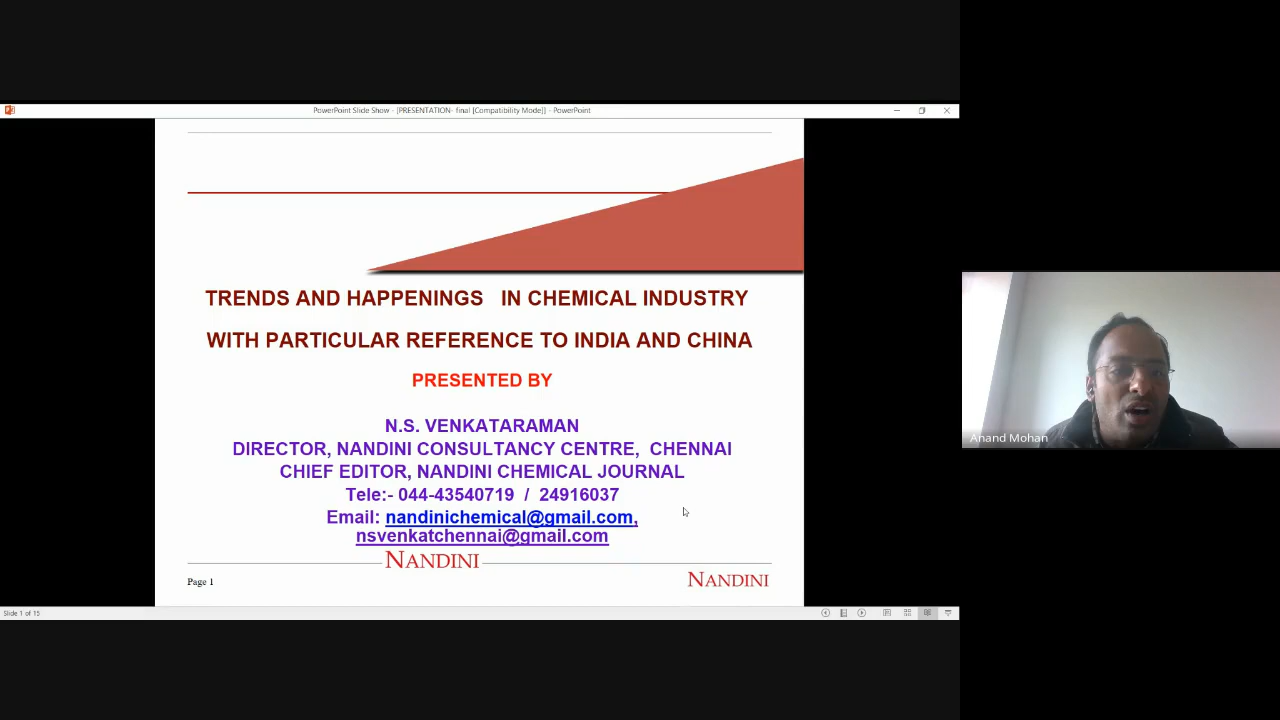 PowerPoint Slide Show - [PRESENTATION- final [Compatibility Mode]] - PowerPoint
TRENDS AND HAPPENINGS IN CHEMICAL INDUSTRY
WITH PARTICULAR REFERENCE TO INDIA AND CHINA
PRESENTED BY
N.S. VENKATARAMAN
DIRECTOR, NANDINI CONSULTANCY CENTRE, CHENNAI
CHIEF EDITOR, NANDINI CHEMICAL JOURNAL
Tele:- 044-43540719 / 24916037
Email: nandinichemical@gmail.com,
nsvenkatchennai@gmail.com
NANDINI
Page 1
NANDINI
Slide 1 of 15
Anand Mohan